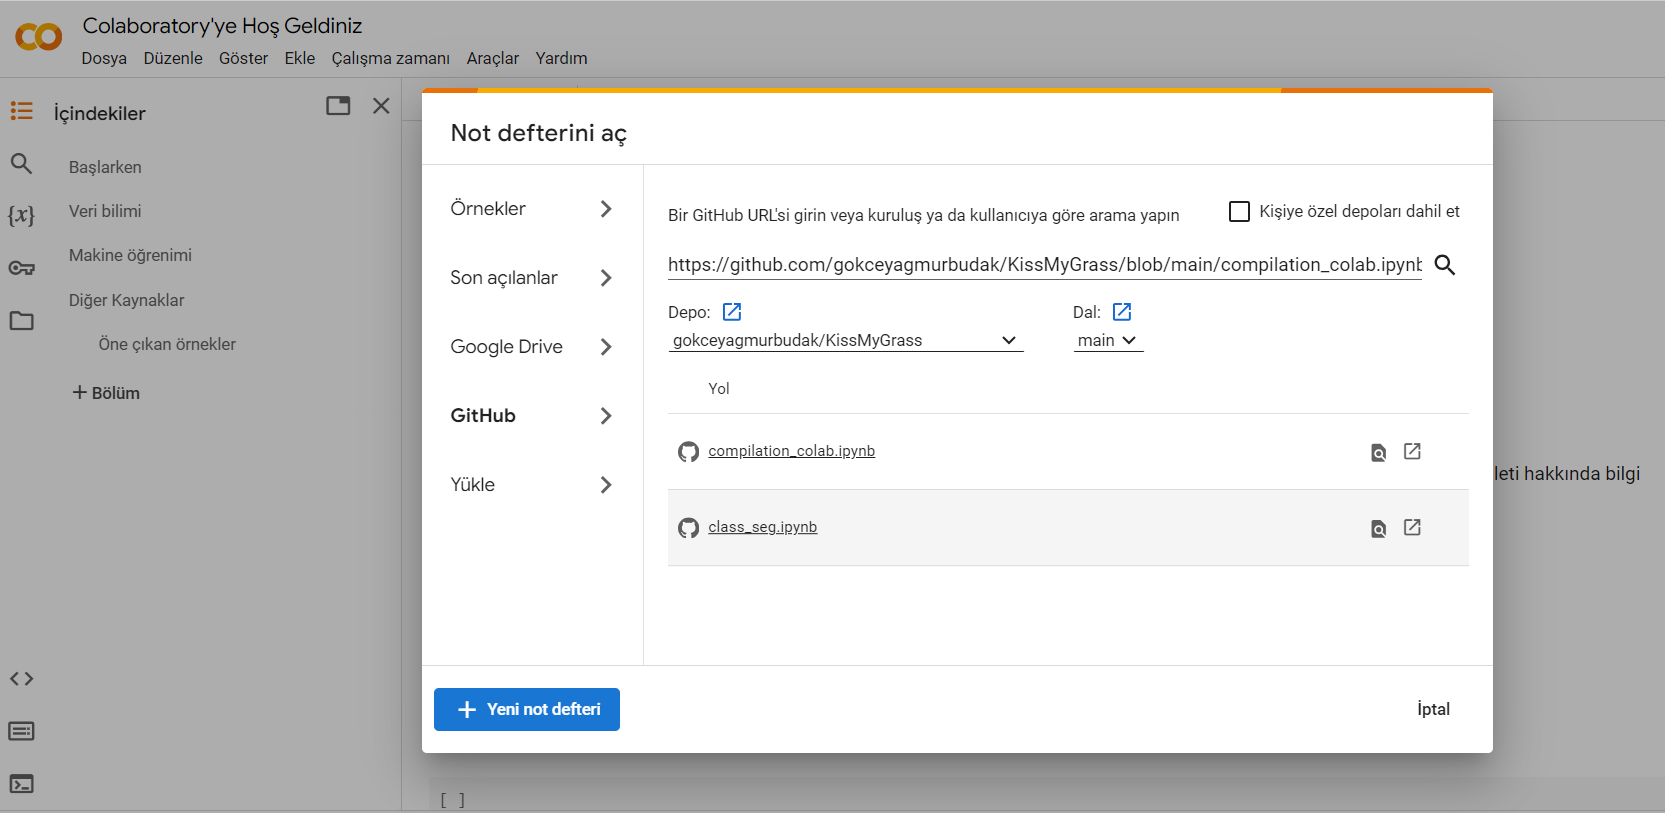 Colaboratory'ye Hoş Geldiniz
Dosya Düzenle Göster Ekle Çalışma zamanı Araçlar Yardım
İçindekiler
Başlarken
Veri bilimi
Makine öğrenimi
Diğer Kaynaklar
Öne çıkan örnekler
+ Bölüm
Not defterini aç
Örnekler
Son açılanlar
Google Drive
GitHub
Yükle
Bir GitHub URL'si girin veya kuruluş ya da kullanıcıya göre arama yapın
Kişiye özel depoları dahil et
https://github.com/gokceyagmurbudak/KissMyGrass/blob/main/compilation_colab.ipynb
Depo:
gokceyagmurbudak/KissMyGrass
Dal:
main
Yol
compilation_colab.ipynb
class_seg.ipynb
+ Yeni not defteri
İptal
leti hakkında bilgi
[ ]